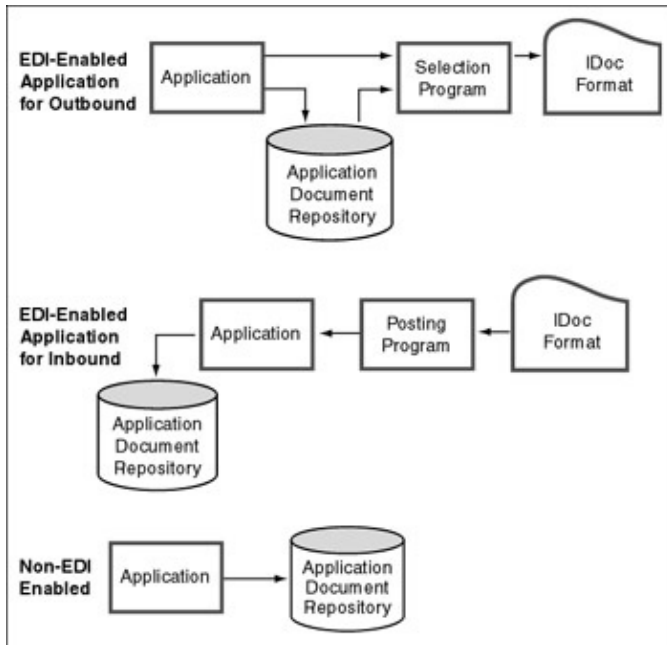 EDI-Enabled
Application
for Outbound
Application
Selection
Program
IDoc
Format
Application
Document
Repository
EDI-Enabled
Application
for Inbound
Application
Posting
Program
IDoc
Format
Application
Document
Repository
Non-EDI
Enabled
Application
Application
Document
Repository